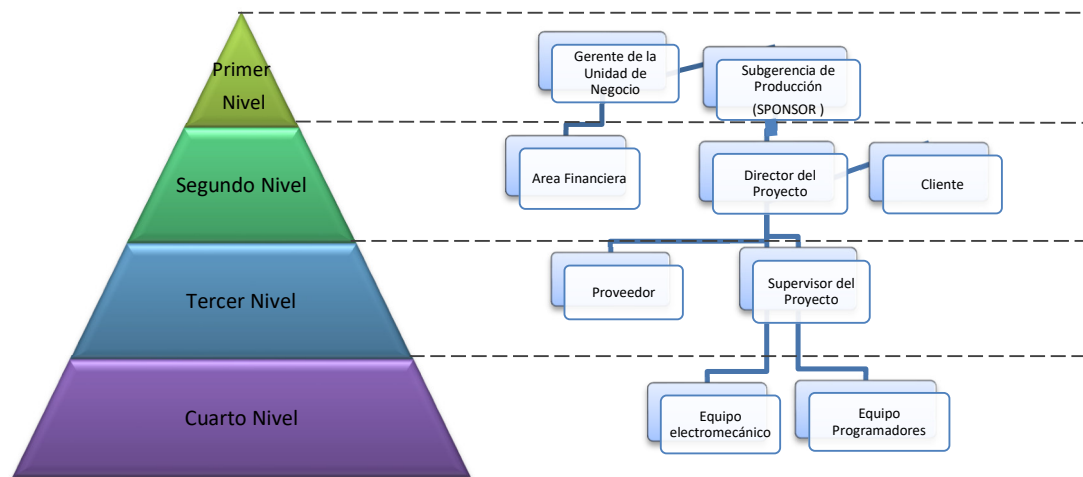 Primer
Nivel
Gerente de la
Unidad de
Negocio
Subgerencia de
Producción
(SPONSOR )
Segundo Nivel
Area Financiera
Director del
Proyecto
Cliente
Tercer Nivel
Proveedor
Supervisor del
Proyecto
Cuarto Nivel
Equipo
electromecánico
Equipo
Programadores